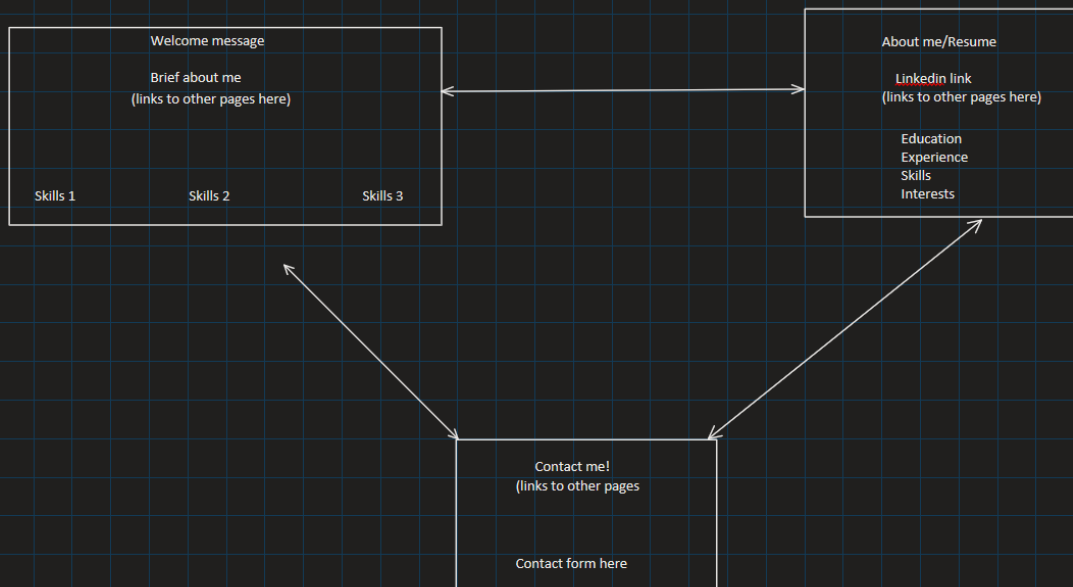 Welcome message
Brief about me
(links to other pages here)
Skills 1
Skills 2
Skills 3
About me/Resume
Linkedin link
(links to other pages here)
Education
Experience
Skills
Interests
Contact me!
(links to other pages
Contact form here